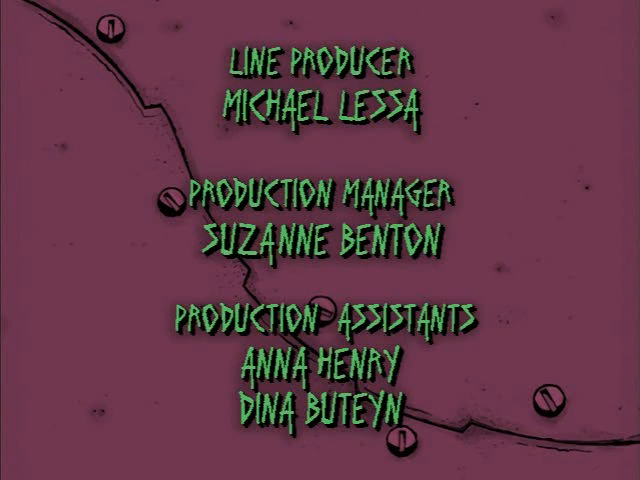 LINE PRODUCER
MICHAEL LESSA
PRODUCTION MANAGER
SUZANNE BENTON
PRODUCTION ASSISTANTS
ANNA HENRY
DINA BUTEYN